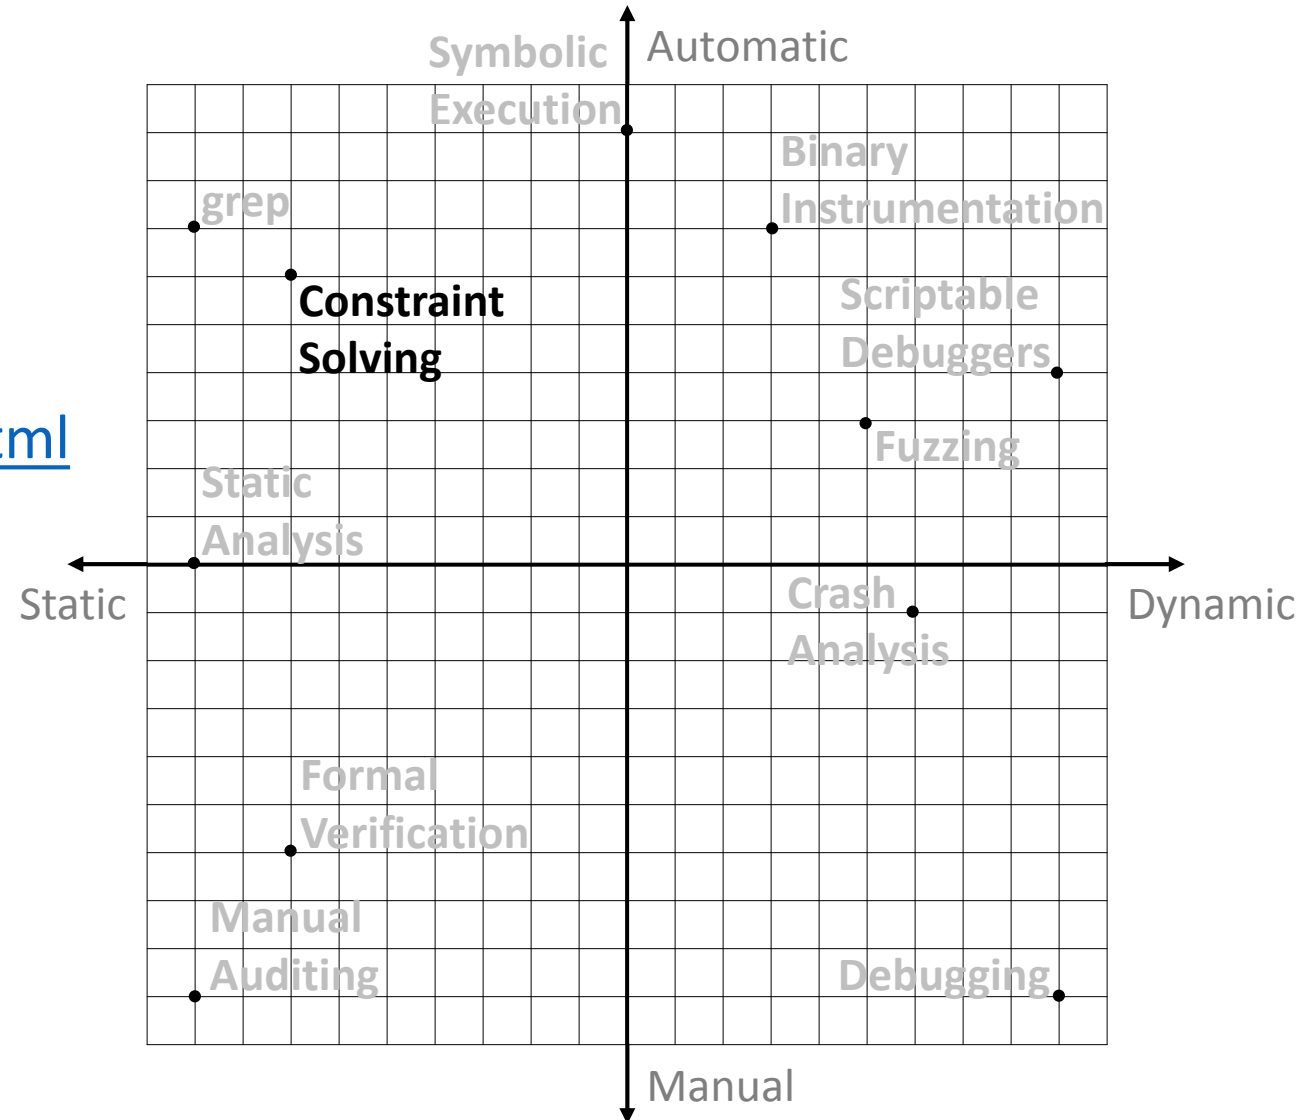 Symbolic
Execution
Automatic
Binary
Instrumentation
grep
Constraint
Solving
Scriptable
Debuggers
Fuzzing
tml
Static
Analysis
Static
Dynamic
Crash
Analysis
Formal
Verification
Manual
Auditing
Debugging
Manual